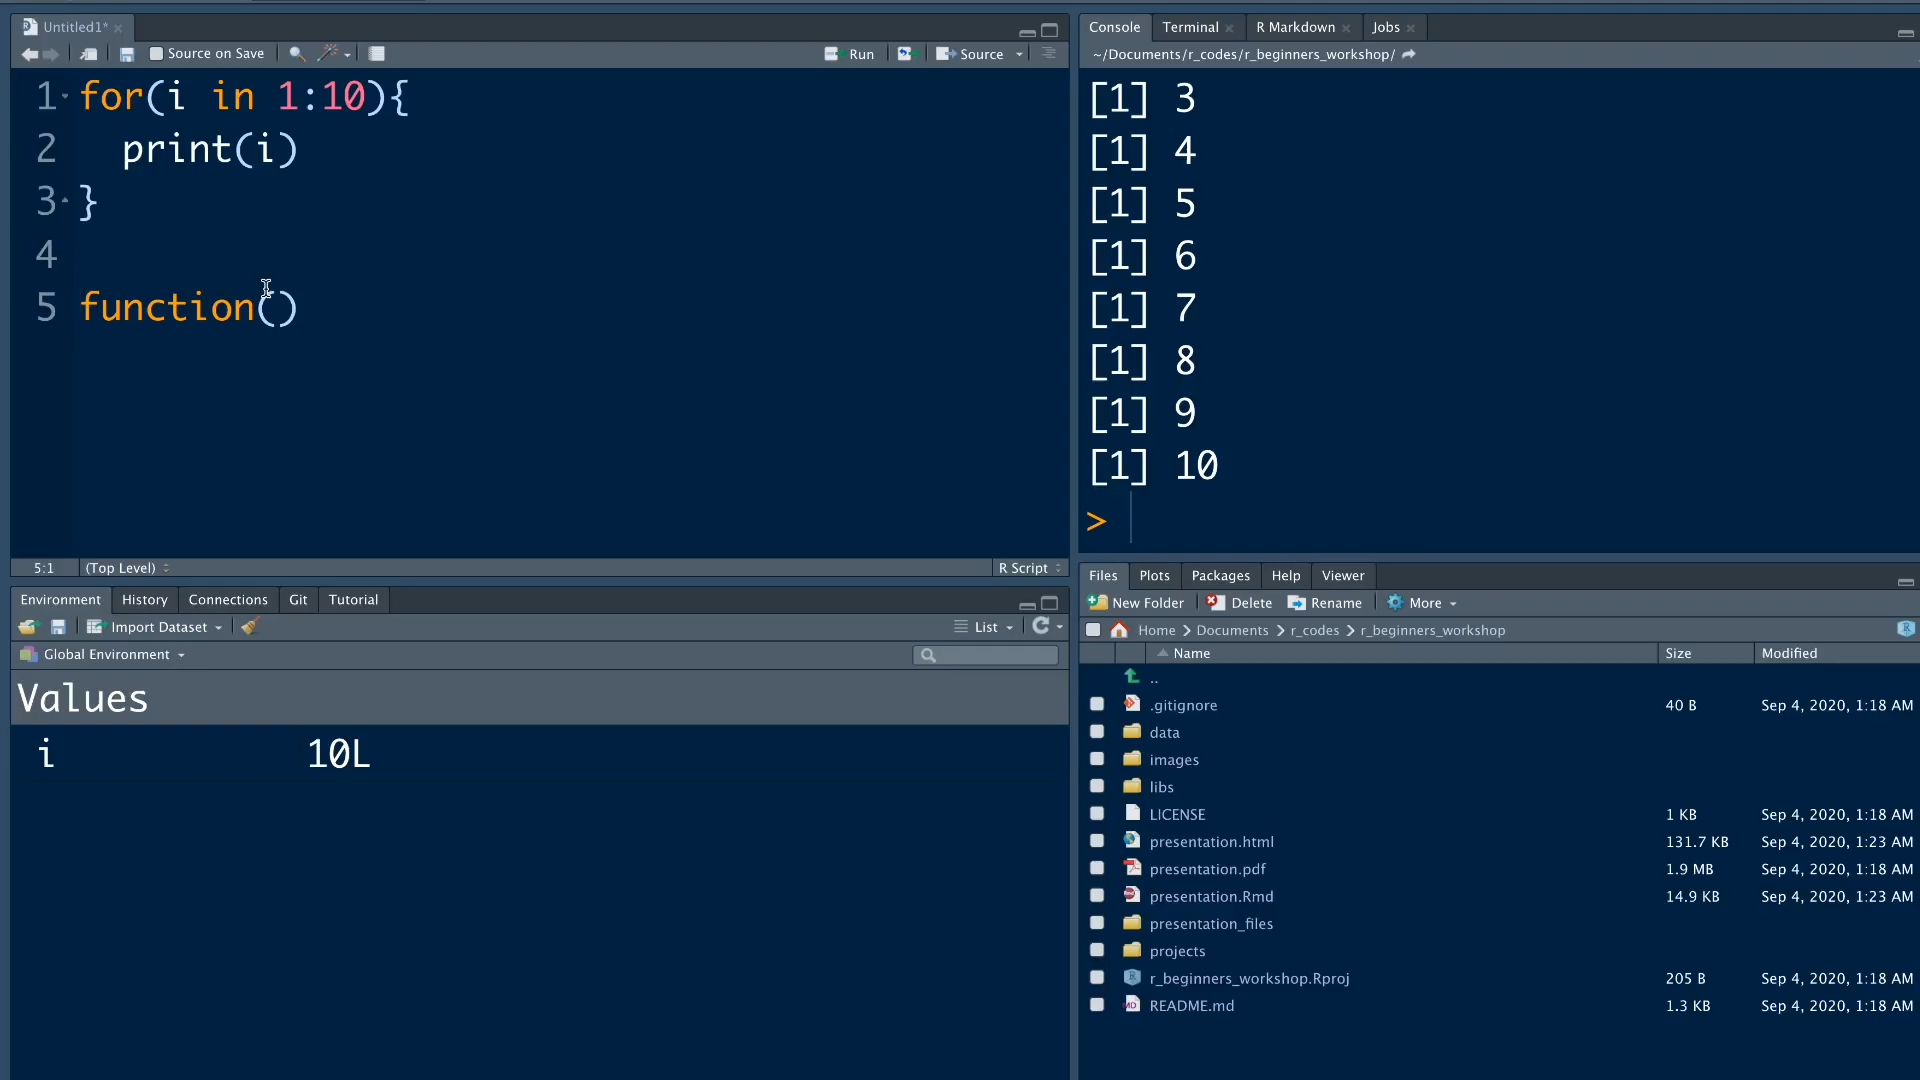 Untitled1*
Source on Save
Run
Source
1 for(i in 1:10){
2 print(i)
3 }
4
5 function()
5:1
(Top Level)
R Script
Console
Terminal
R Markdown
Jobs
~/Documents/r_codes/r_beginners_workshop/
[1] 3
[1] 4
[1] 5
[1] 6
[1] 7
[1] 8
[1] 9
[1] 10
>
Environment
History
Connections
Git
Tutorial
Import Dataset
List
Global Environment
Values
i 10L
Files
Plots
Packages
Help
Viewer
New Folder
Delete
Rename
More
Home
Documents
r_codes
r_beginners_workshop
Name Size Modified
..
.gitignore 40 B Sep 4, 2020, 1:18 AM
data
images
libs
LICENSE 1 KB Sep 4, 2020, 1:18 AM
presentation.html 131.7 KB Sep 4, 2020, 1:23 AM
presentation.pdf 1.9 MB Sep 4, 2020, 1:18 AM
presentation.Rmd 14.9 KB Sep 4, 2020, 1:23 AM
presentation_files
projects
r_beginners_workshop.Rproj 205 B Sep 4, 2020, 1:18 AM
README.md 1.3 KB Sep 4, 2020, 1:18 AM